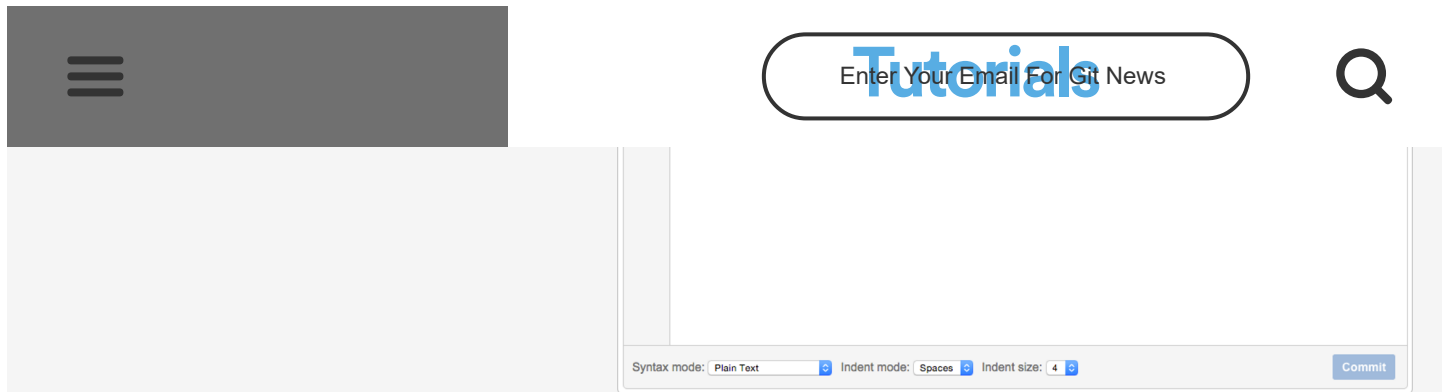 Tutorials
Enter Your Email For Git News
Syntax mode: Plain Text Indent mode: Spaces Indent size: 4 Commit